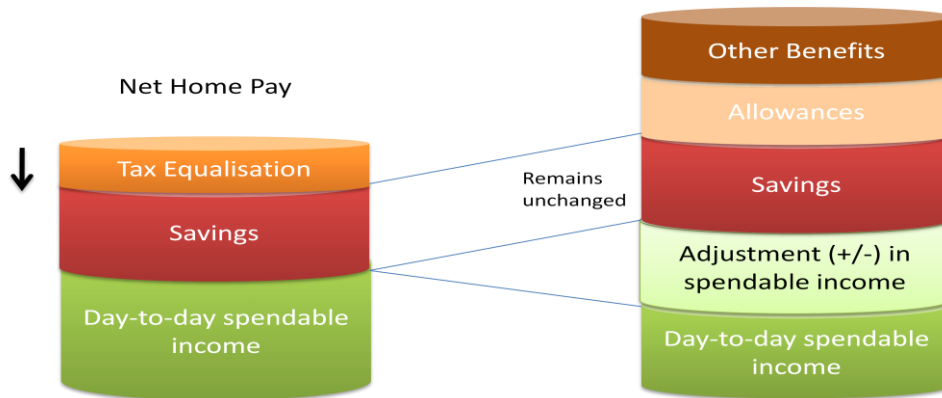 Net Home Pay
Tax Equalisation
Savings
Day-to-day spendable
income
Remains
unchanged
Other Benefits
Allowances
Savings
Adjustment (+/-) in
spendable income
Day-to-day spendable
income